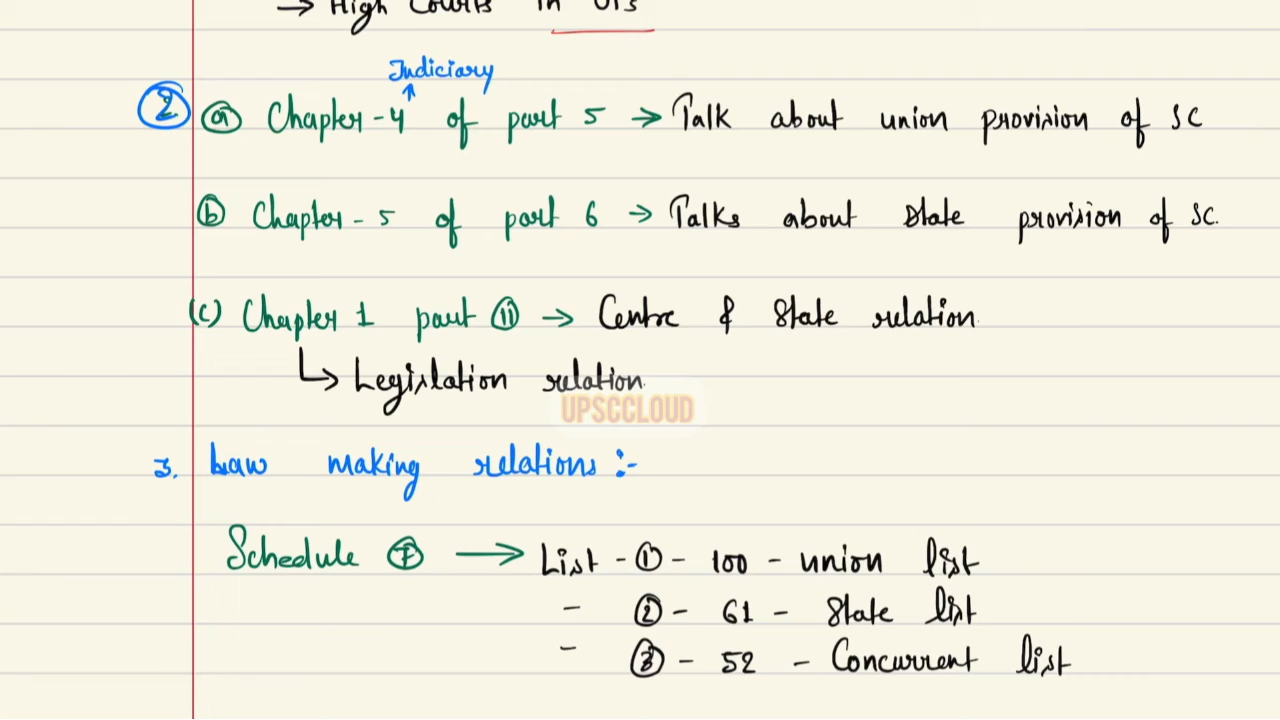 → High Courts in UTs
Judiciary
② ⓐ Chapter-4 of part 5 → Talk about union provision of SC
ⓑ Chapter-5 of part 6 → Talks about state provision of SC.
(c) Chapter 1 part ⑪ → Centre & State relation
↳ Legislation relation.
UPSCCLOUD
3. Law making relations:-
Schedule ⑦ → List - ① - 100 - union list
- ② - 61 - State list
- ③ - 52 - Concurrent list